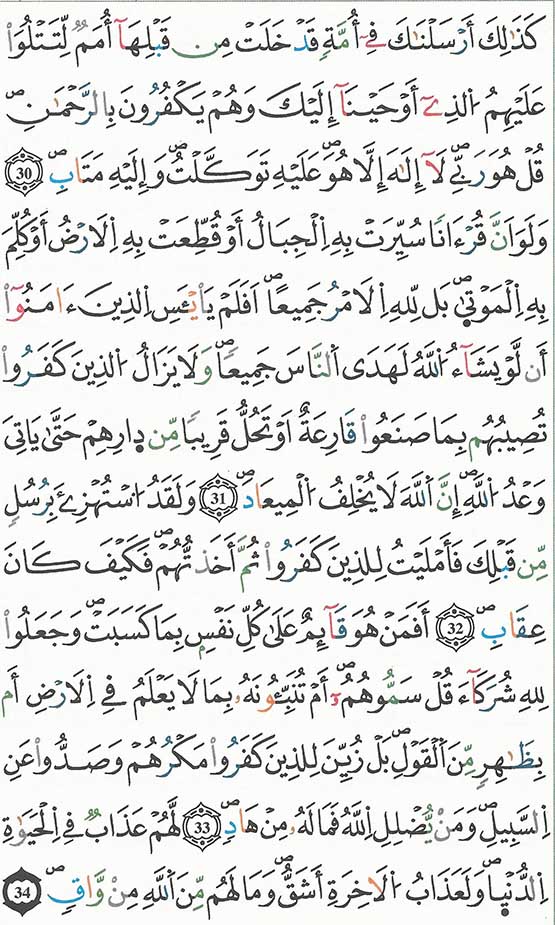 كَذَٰلِكَ أَرْسَلْنَٰكَ فِےٓ أُمَّةٖ قَدْ خَلَتْ مِن قَبْلِهَآ أُمَمٞ لِّتَتْلُوَاْ
عَلَيْهِمُ اُ۬لذِےٓ أَوْحَيْنَآ إِلَيْكَ وَهُمْ يَكْفُرُونَ بِالرَّحْمَٰنِۖ
قُلْ هُوَ رَبِّے لَآ إِلَٰهَ إِلَّا هُوَۖ عَلَيْهِ تَوَكَّلْتُۖ وَإِلَيْهِ مَتَابِۖ 30
وَلَوَ اَنَّ قُرْءَاناٗ سُيِّرَتْ بِهِ اِ۬لْجِبَالُ أَوْ قُطِّعَتْ بِهِ اِ۬لَارْضُ أَوْ كُلِّمَ
بِهِ اِ۬لْمَوْت۪يٰۖ بَل لِّلهِ اِ۬لَامْرُ جَمِيعاًۖ اَفَلَمْ يَاْيْـَٔسِ اِ۬لذِينَ ءَامَنُوٓاْ
أَن لَّوْ يَشَآءُ اُ۬للَّهُ لَهَدَى اَ۬لنَّاسَ جَمِيعاٗۖ وَلَا يَزَالُ اُ۬لذِينَ كَفَرُواْ
تُصِيبُهُم بِمَا صَنَعُواْ قَارِعَةٌ اَوْ تَحُلُّ قَرِيباٗ مِّن دِارِهِمْ حَتَّىٰ يَاتِيَ
وَعْدُ اُ۬للَّهِۖ إِنَّ اَ۬للَّهَ لَا يُخْلِفُ اُ۬لْمِيعَادَۖ 31 وَلَقَدُ اُ۟سْتُهْزِۓَ بِرُسُلٖ
مِّن قَبْلِكَ فَأَمْلَيْتُ لِلذِينَ كَفَرُواْ ثُمَّ أَخَذتُّهُمْۖ فَكَيْفَ كَانَ
عِقَابِۖ 32 أَفَمَنْ هُوَ قَآئِمٌ عَلَىٰ كُلِّ نَفْسِۢ بِمَا كَسَبَتْۖ وَجَعَلُواْ
لِلهِ شُرَكَآءَ قُلْ سَمُّوهُمُۥٓۖ أَمْ تُنَبِّـُٔونَهُۥ بِمَا لَا يَعْلَمُ فِے اِ۬لَارْضِ أَم
بِظَٰهِرٖ مِّنَ اَ۬لْقَوْلِۖ بَلْ زُيِّنَ لِلذِينَ كَفَرُواْ مَكْرُهُمْ وَصَدُّواْ عَنِ
اِ۬لسَّبِيلِۖ وَمَنْ يُّضْلِلِ اِ۬للَّهُ فَمَا لَهُۥ مِنْ هَادٖۖ 33 لَّهُمْ عَذَابٞ فِے اِ۬لْحَيَوٰةِ
اِ۬لدُّنْي۪اۖ وَلَعَذَابُ اُ۬لَاخِرَةِ أَشَقُّۖ وَمَا لَهُم مِّنَ اَ۬للَّهِ مِنْ وَّاقٖۖ 34